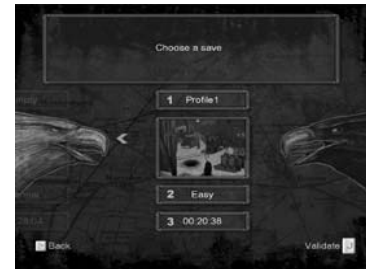 Choose a save
1 Profile1
2 Easy
3 00:20:38
Back
Validate